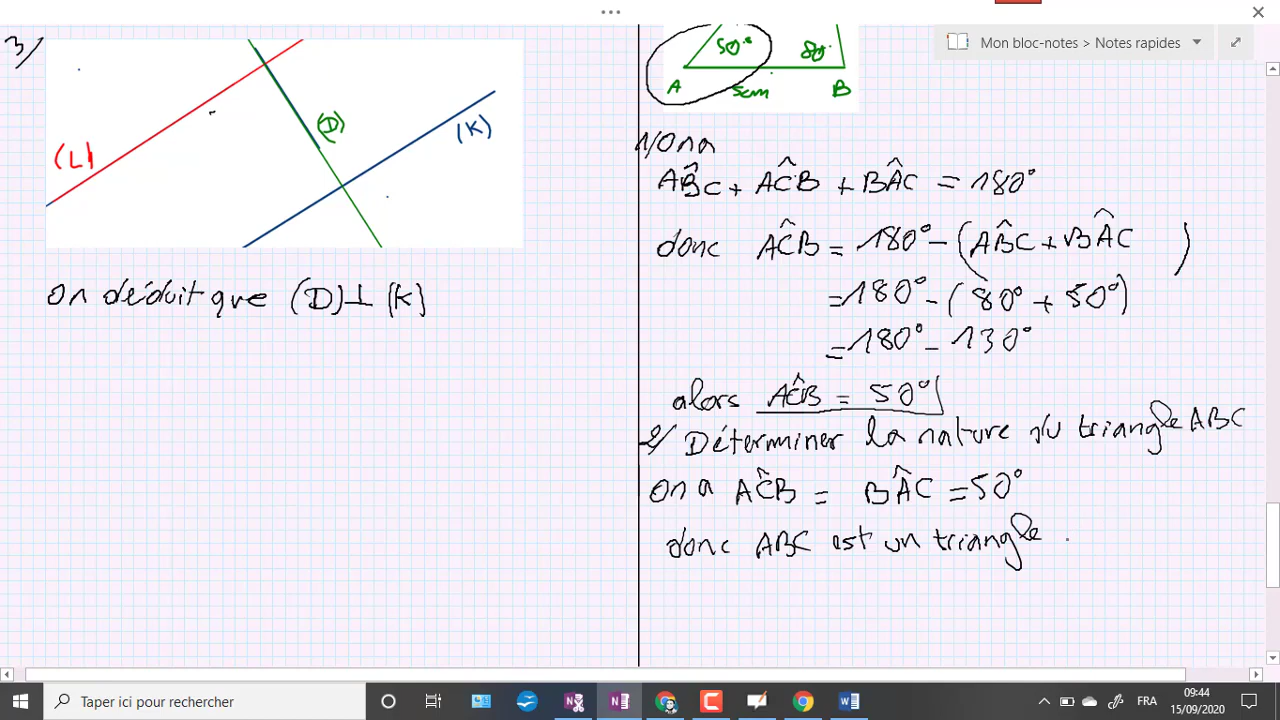 Mon bloc-notes > Notes rapides
3/
(L)
(D)
(K)
On déduit que (D)⊥(K)
50°
80°
A
5cm
B
1/ On a
AB̂C + AĈB + BÂC = 180°
donc AĈB = 180° - (AB̂C + BÂC)
= 180° - (80° + 50°)
= 180° - 130°
alors AĈB = 50°
2/ Déterminer la nature du triangle ABC
on a AĈB = BÂC = 50°
donc ABC est un triangle
Taper ici pour rechercher
FRA
09:44
15/09/2020